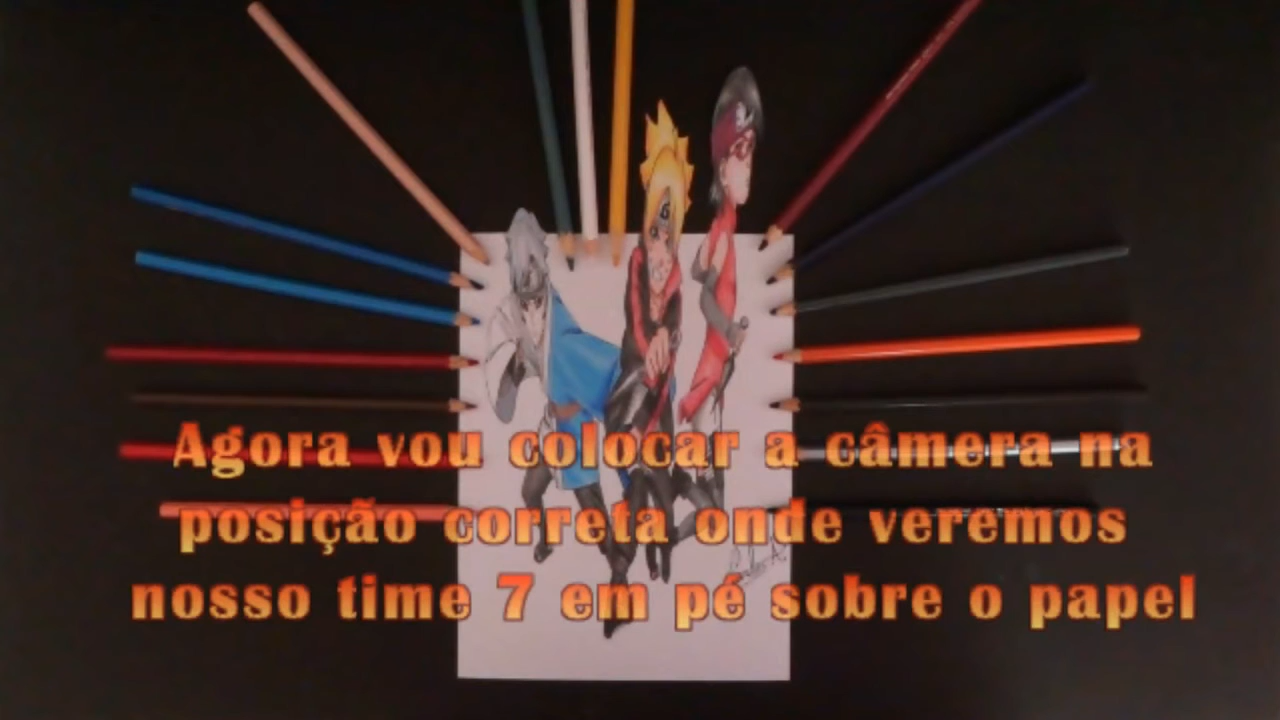 Agora vou colocar a câmera na
posição correta onde veremos
nosso time 7 em pé sobre o papel